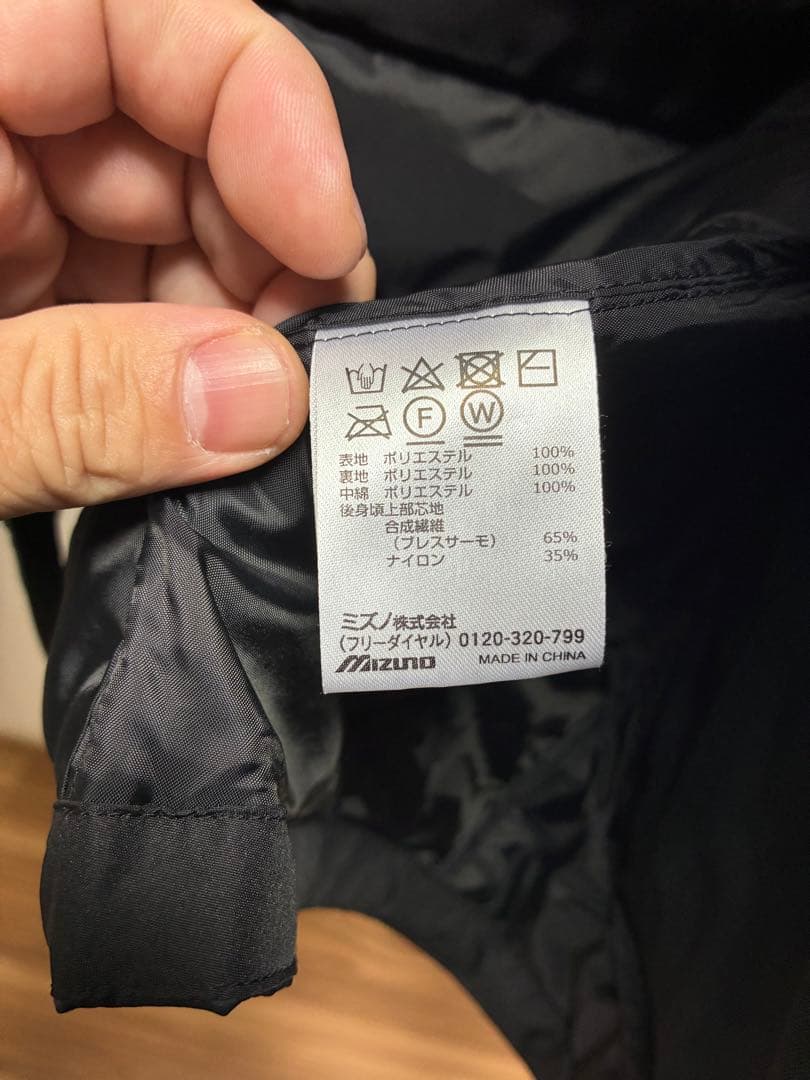 F W
表地 ポリエステル 100%
裏地 ポリエステル 100%
中綿 ポリエステル 100%
後身頃上部芯地
合成繊維
(ブレスサーモ) 65%
ナイロン 35%
ミズノ株式会社
(フリーダイヤル) 0120-320-799
MIZUNO MADE IN CHINA